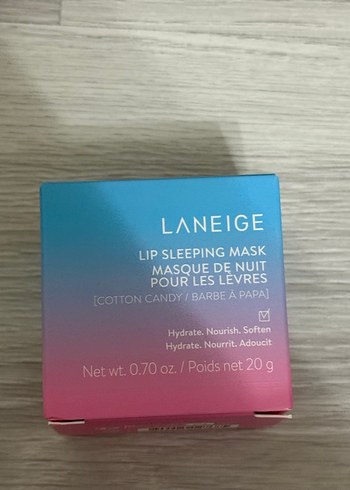 LANEIGE
LIP SLEEPING MASK
MASQUE DE NUIT
POUR LES LÈVRES
[COTTON CANDY / BARBE À PAPA]
Hydrate. Nourish. Soften
Hydrate. Nourrit. Adoucit
Net wt. 0.70 oz. / Poids net 20 g